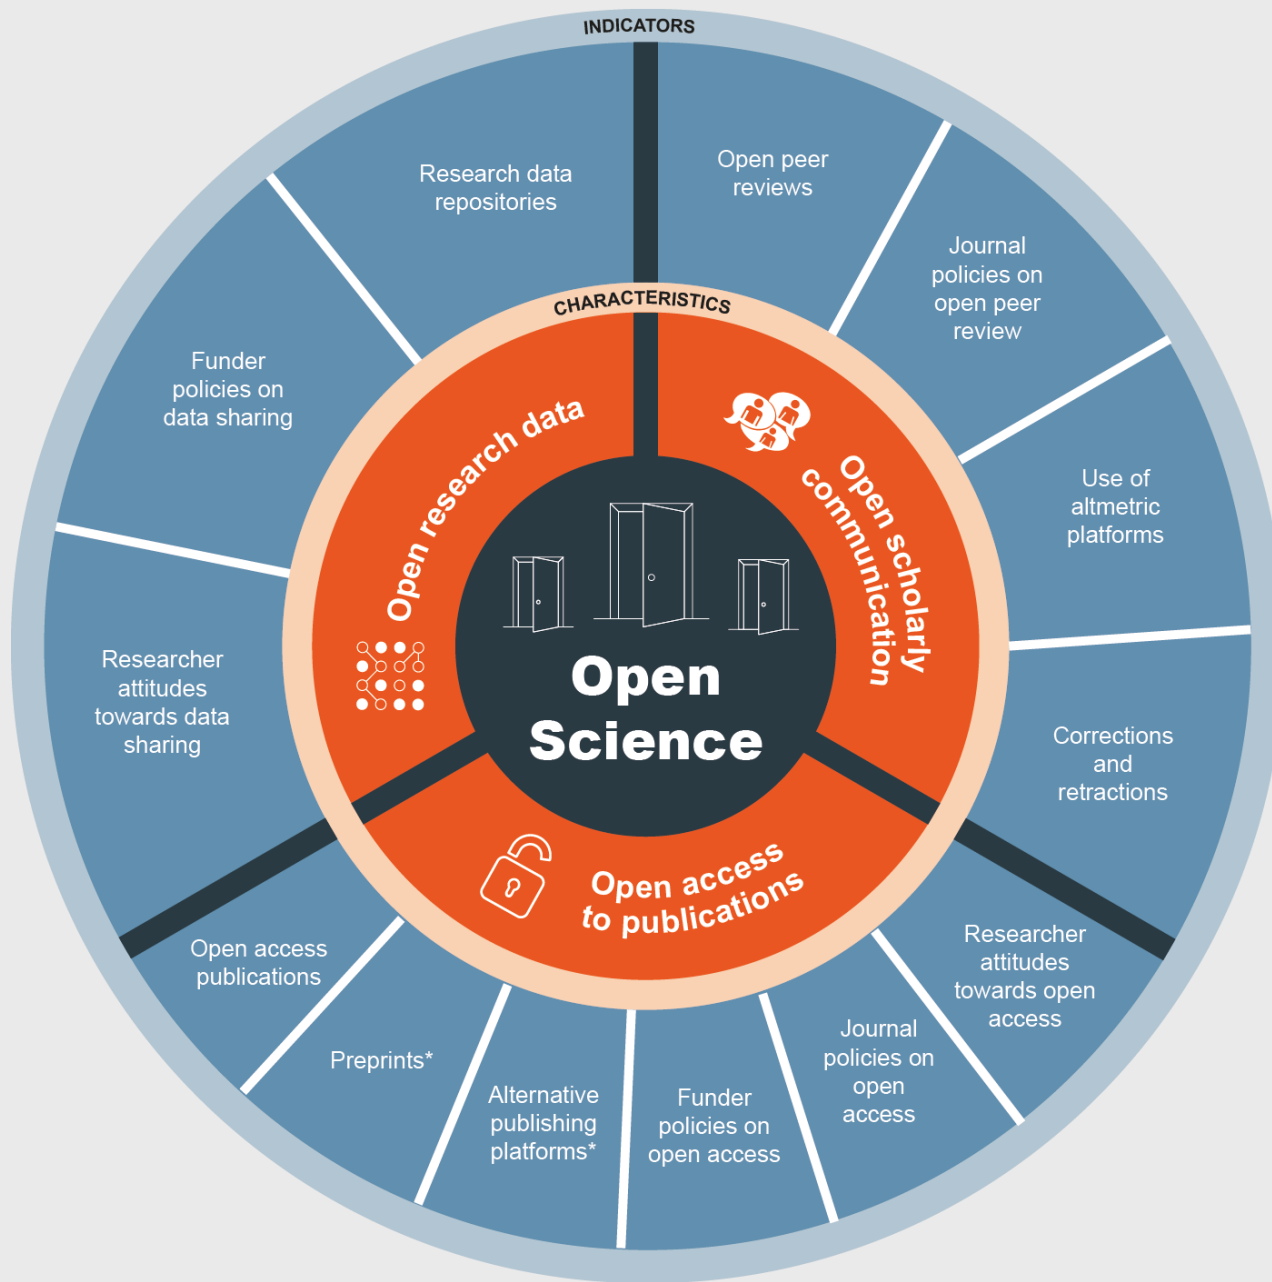 INDICATORS
Research data
repositories
Open peer
reviews
Journal
policies on
open peer
review
Funder
policies on
data sharing
CHARACTERISTICS
Open research data
Open scholarly
communication
Use of
altmetric
platforms
Researcher
attitudes
towards data
sharing
Open
Science
Corrections
and
retractions
Open access
to publications
Open access
publications
Preprints*
Alternative
publishing
platforms*
Funder
policies on
open access
Journal
policies on
open
access
Researcher
attitudes
towards open
access